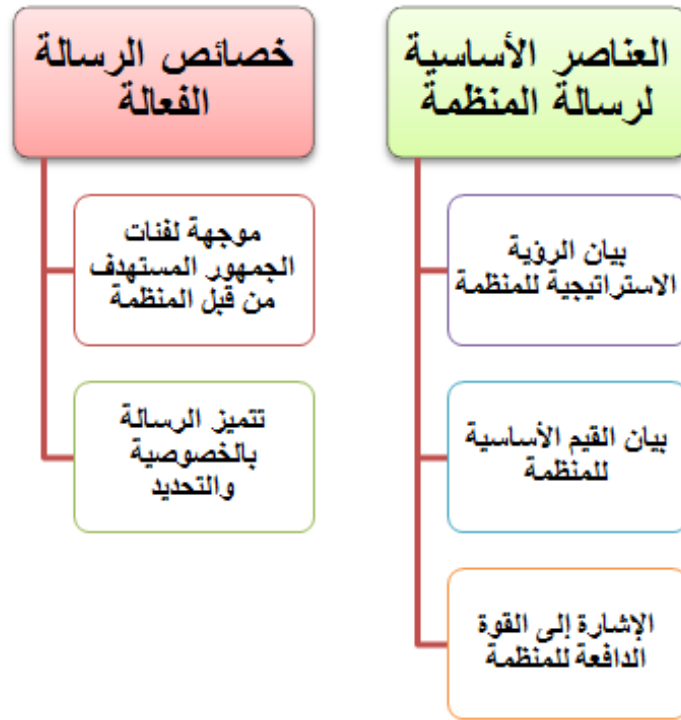 العناصر الأساسية
لرسالة المنظمة
بيان الرؤية
الاستراتيجية للمنظمة
بيان القيم الأساسية
للمنظمة
الإشارة إلى القوة
الدافعة للمنظمة
خصائص الرسالة
الفعالة
موجهة لفئات
الجمهور المستهدف
من قبل المنظمة
تتميز الرسالة
بالخصوصية
والتحديد